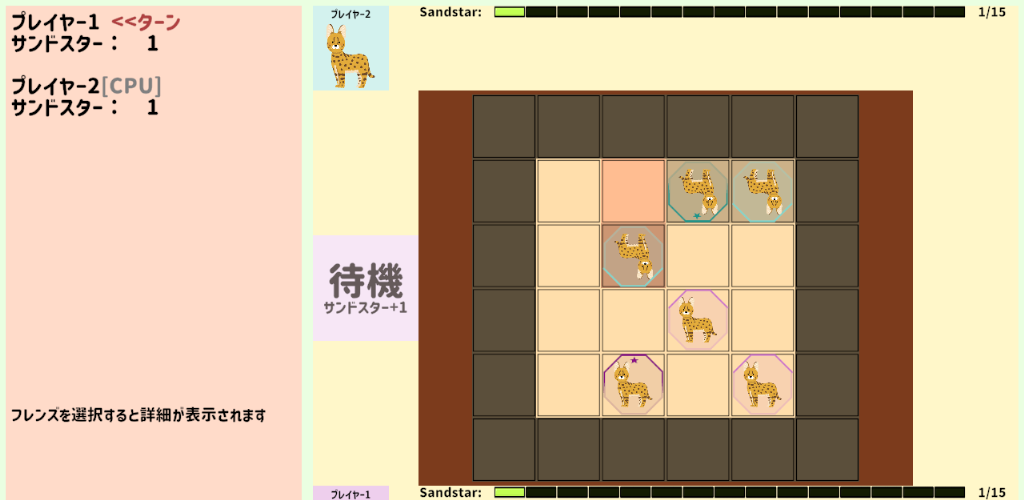 プレイヤー1 <<ターン
サンドスター： 1
プレイヤー2[CPU]
サンドスター： 1
フレンズを選択すると詳細が表示されます
プレイヤー2
Sandstar:
1/15
待機
サンドスター+1
プレイヤー1
Sandstar:
1/15